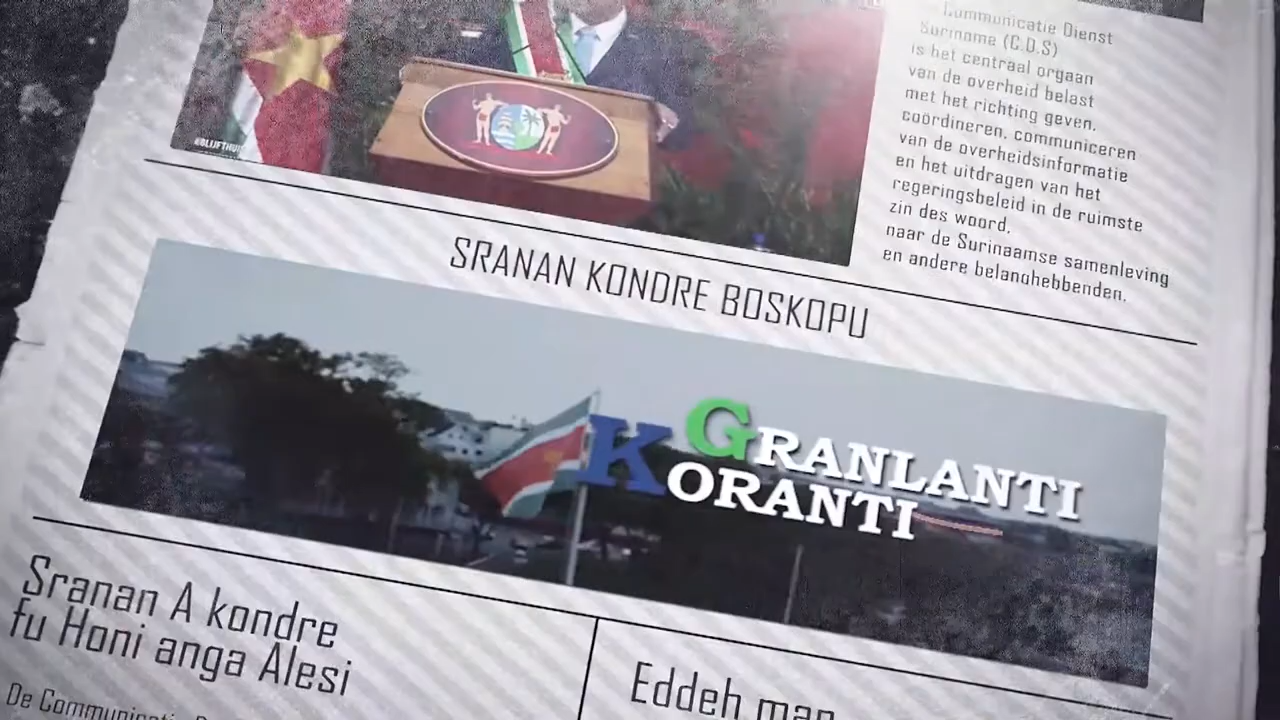 Communicatie Dienst
Suriname (C.D.S)
is het centraal orgaan
van de overheid belast
met het richting geven,
coördineren, communiceren
van de overheidsinformatie
en het uitdragen van het
regeringsbeleid in de ruimste
zin des woord,
naar de Surinaamse samenleving
en andere belanghebbenden.
SRANAN KONDRE BOSKOPU
GRANLANTI
KORANTI
Sranan A kondre
fu Honi anga Alesi
Eddeh man
De